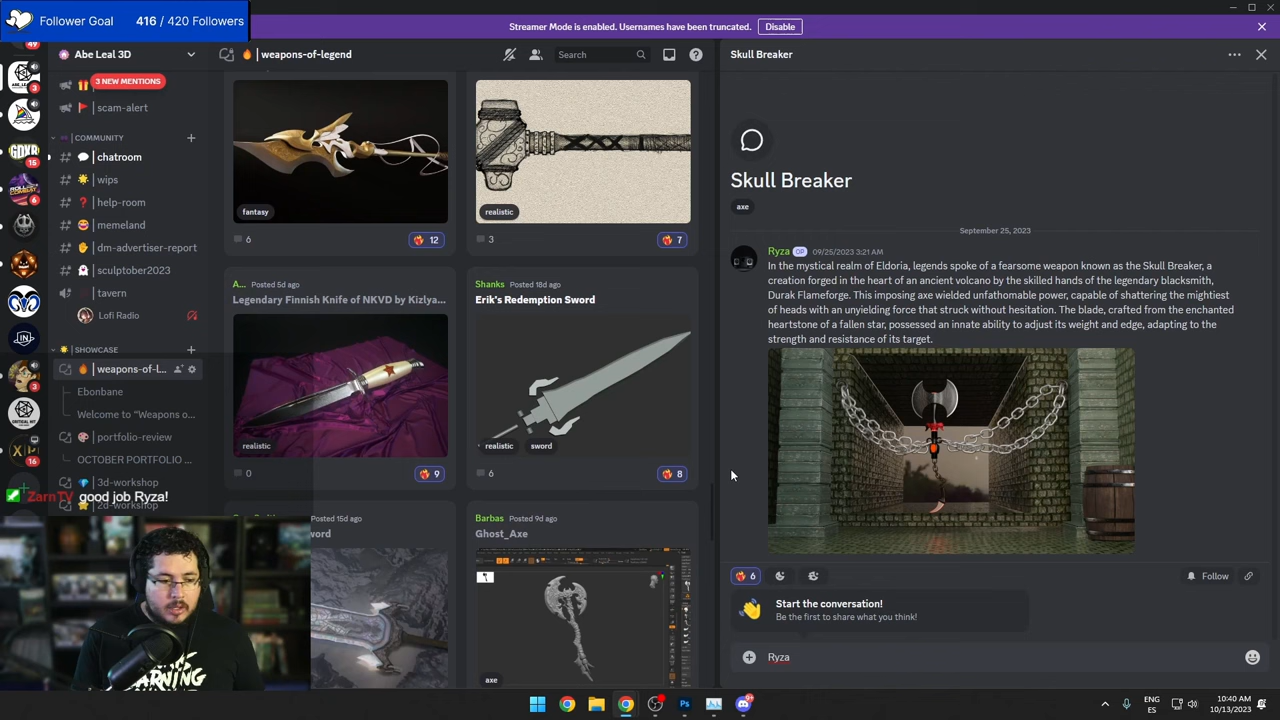 Follower Goal 416 / 420 Followers
Streamer Mode is enabled. Usernames have been truncated. Disable
49
3
15
6
3
16
Abe Leal 3D
3 NEW MENTIONS
scam-alert
COMMUNITY
chatroom
wips
help-room
memeland
dm-advertiser-report
sculptober2023
tavern
Lofi Radio
SHOWCASE
weapons-of-l...
Ebonbane
Welcome to "Weapons o...
portfolio-review
OCTOBER PORTFOLIO ...
3d-workshop
2d-workshop
ZarnTV good job Ryza!
weapons-of-legend
Search
fantasy
6
12
realistic
3
7
A... Posted 5d ago
Legendary Finnish Knife of NKVD by Kizlya...
realistic
0
9
Shanks Posted 18d ago
Erik's Redemption Sword
realistic sword
6
8
Posted 15d ago
word
Barbas Posted 9d ago
Ghost_Axe
axe
Skull Breaker
Skull Breaker
axe
September 25, 2023
Ryza OP 09/25/2023 3:21 AM
In the mystical realm of Eldoria, legends spoke of a fearsome weapon known as the Skull Breaker, a
creation forged in the heart of an ancient volcano by the skilled hands of the legendary blacksmith,
Durak Flameforge. This imposing axe wielded unfathomable power, capable of shattering the mightiest
of heads with an unyielding force that struck without hesitation. The blade, crafted from the enchanted
heartstone of a fallen star, possessed an innate ability to adjust its weight and edge, adapting to the
strength and resistance of its target.
6
Follow
Start the conversation!
Be the first to share what you think!
Ryza
ENG
ES
10:40 AM
10/13/2023